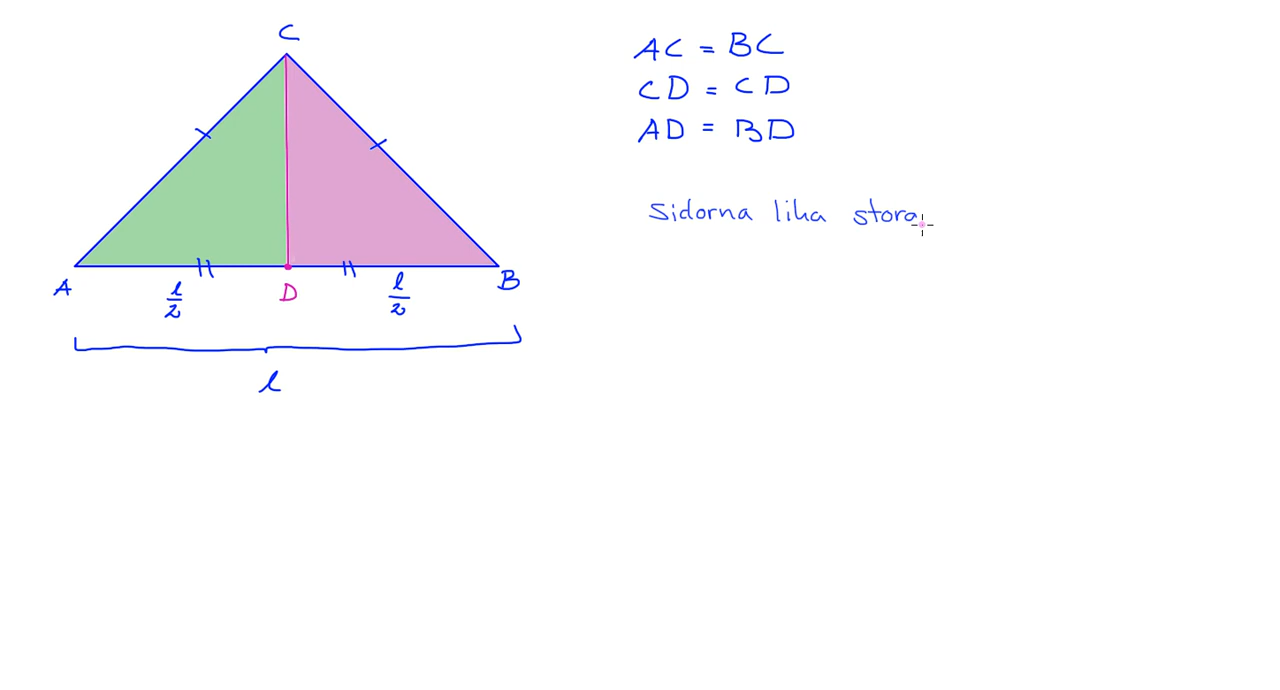 C
AC = BC
CD = CD
AD = BD
Sidorna lika stora
A
l/2
D
l/2
B
l